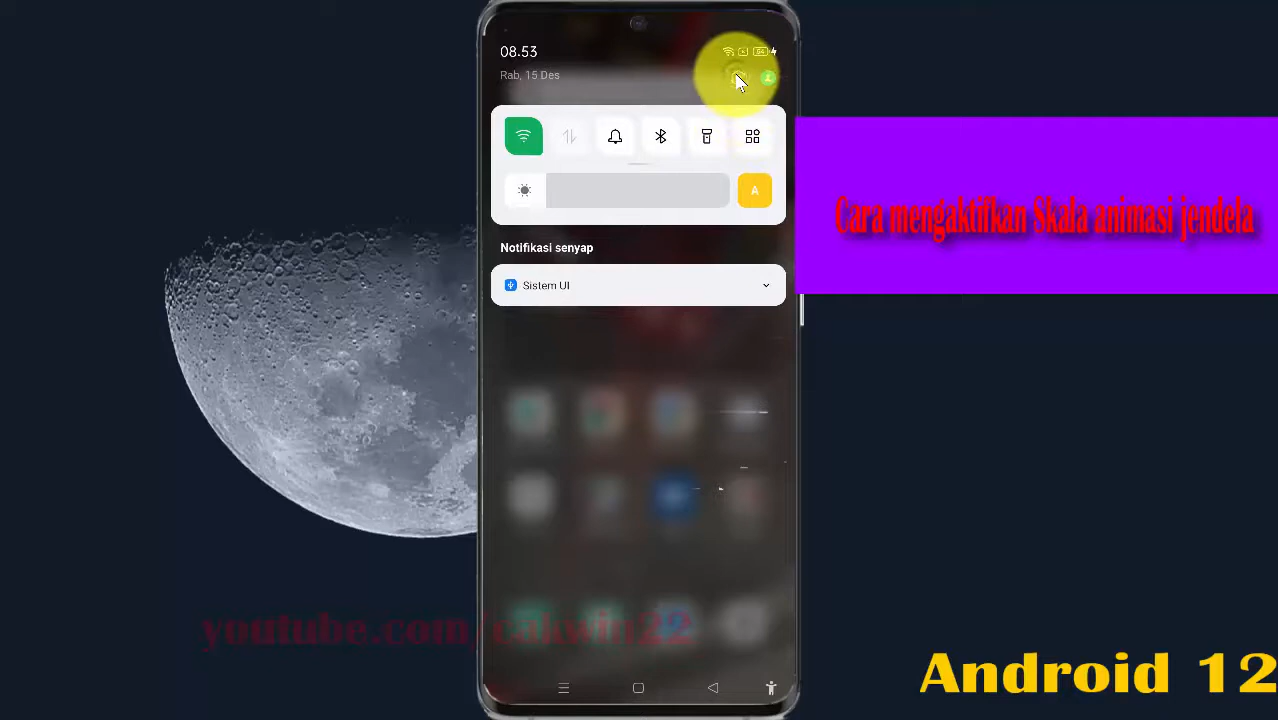 08.53
94
Rab, 15 Des
A
Cara mengaktifkan Skala animasi jendela
Notifikasi senyap
Sistem UI
youtube.com/cakwin22
Android 12